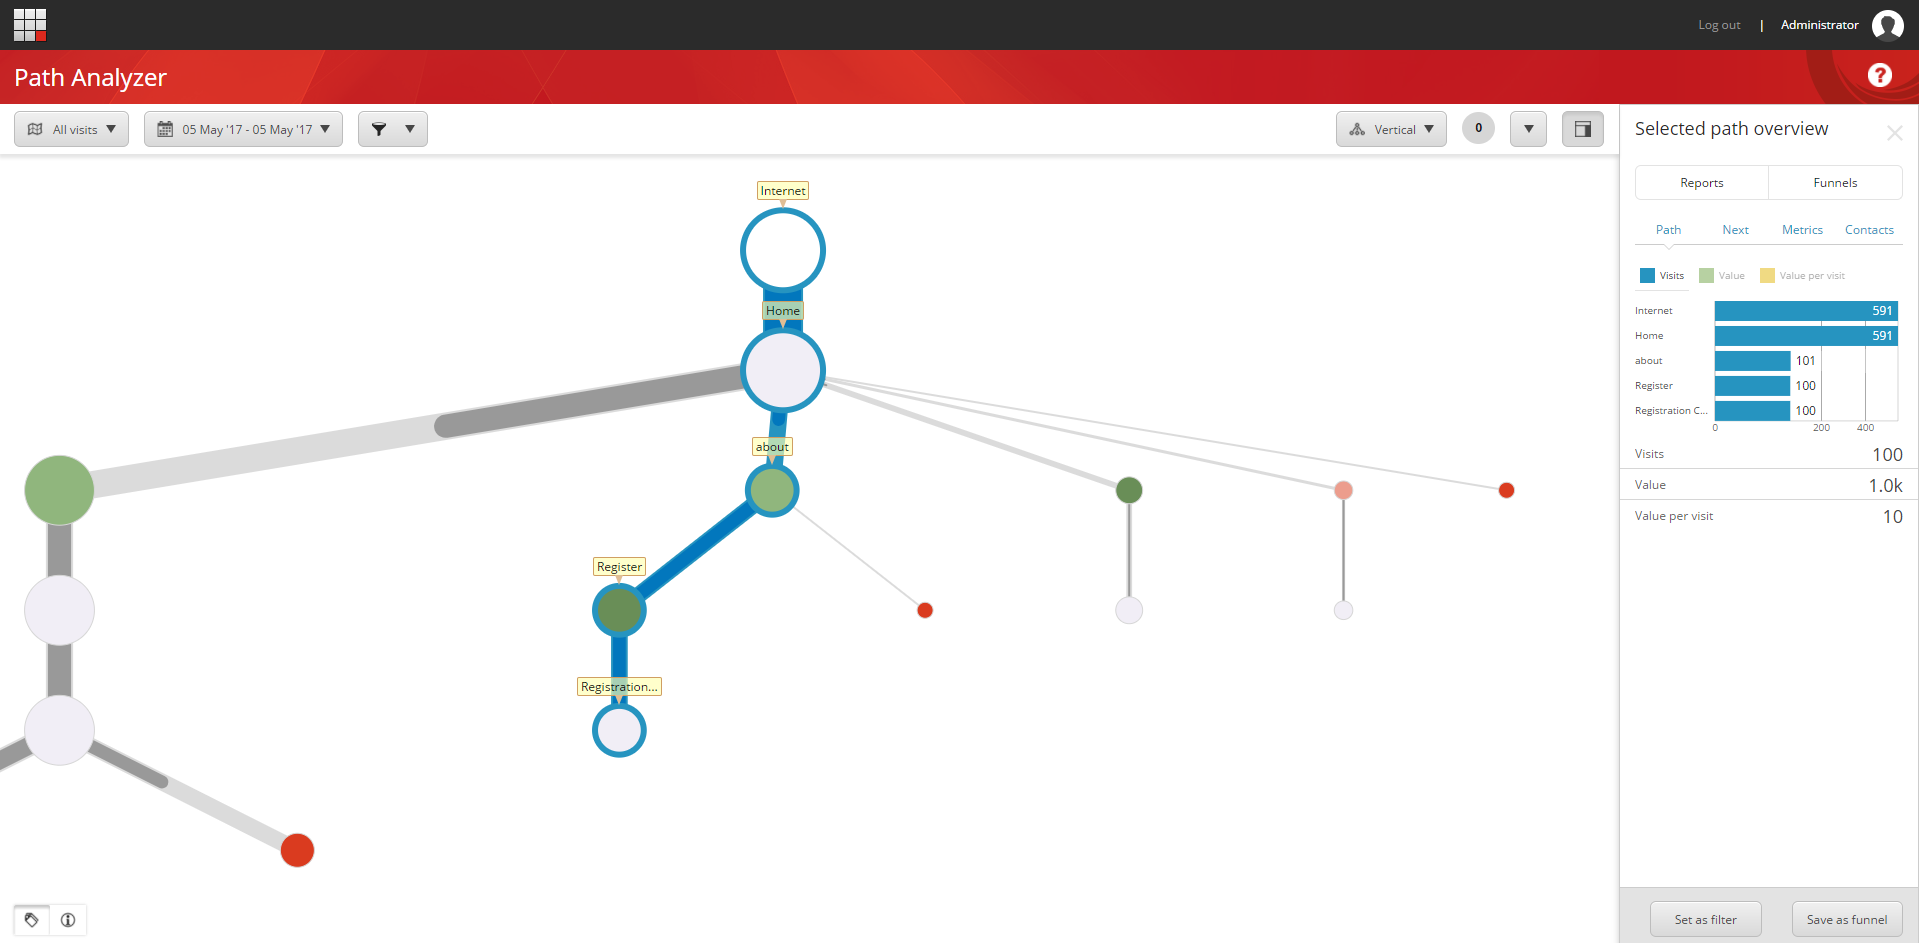 Log out | Administrator
Path Analyzer
?
All visits
05 May '17 - 05 May '17
Vertical
0
Internet
Home
about
Register
Registration...
Selected path overview
Reports Funnels
Path Next Metrics Contacts
Visits Value Value per visit
Internet 591
Home 591
about 101
Register 100
Registration C... 100
0 200 400
Visits 100
Value 1.0k
Value per visit 10
Set as filter Save as funnel